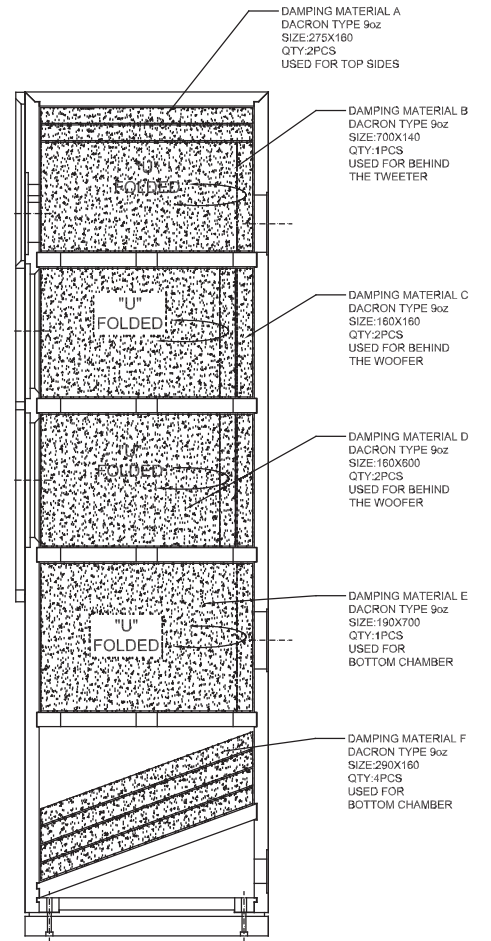 DAMPING MATERIAL A
DACRON TYPE 9oz
SIZE:275X160
QTY:2PCS
USED FOR TOP SIDES
DAMPING MATERIAL B
DACRON TYPE 9oz
SIZE:700X140
QTY:1PCS
USED FOR BEHIND
THE TWEETER
"U"
FOLDED
DAMPING MATERIAL C
DACRON TYPE 9oz
SIZE:160X160
QTY:2PCS
USED FOR BEHIND
THE WOOFER
"U"
FOLDED
DAMPING MATERIAL D
DACRON TYPE 9oz
SIZE:160X600
QTY:2PCS
USED FOR BEHIND
THE WOOFER
"U"
FOLDED
DAMPING MATERIAL E
DACRON TYPE 9oz
SIZE:190X700
QTY:1PCS
USED FOR
BOTTOM CHAMBER
"U"
FOLDED
DAMPING MATERIAL F
DACRON TYPE 9oz
SIZE:290X160
QTY:4PCS
USED FOR
BOTTOM CHAMBER